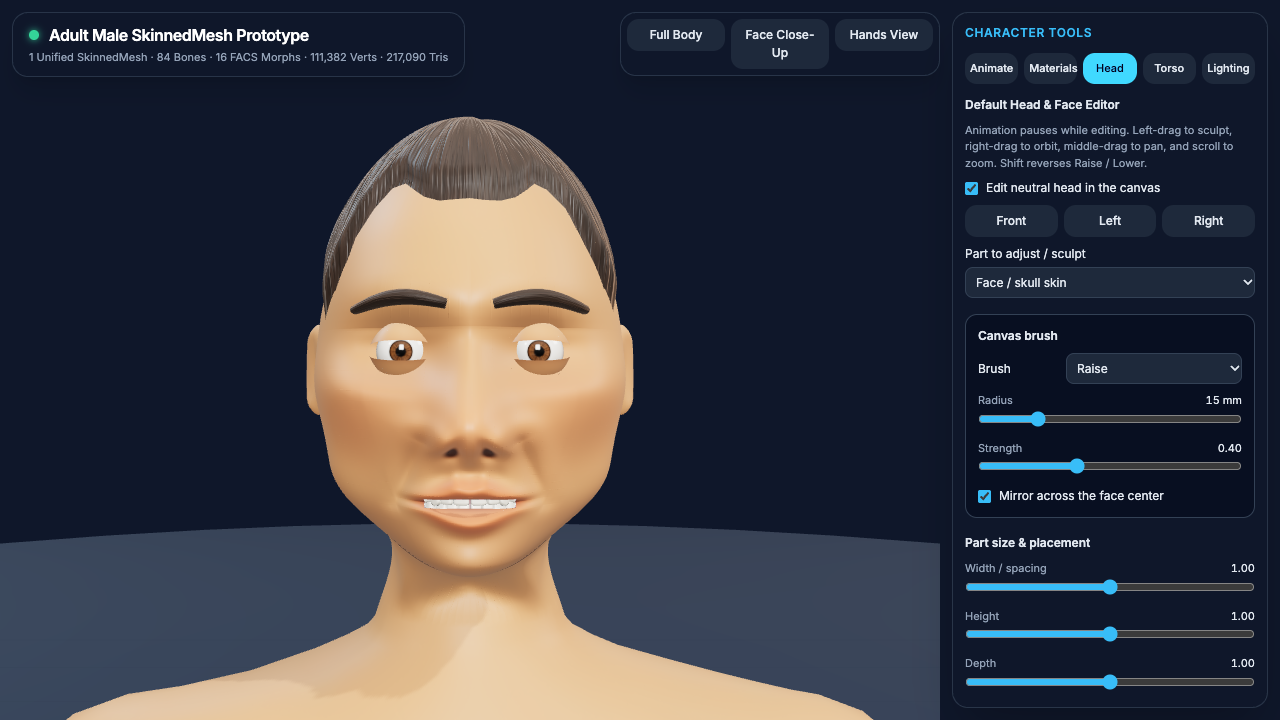 Adult Male SkinnedMesh Prototype
1 Unified SkinnedMesh · 84 Bones · 16 FACS Morphs · 111,382 Verts · 217,090 Tris
Full Body
Face Close-
Up
Hands View
CHARACTER TOOLS
Animate
Materials
Head
Torso
Lighting
Default Head & Face Editor
Animation pauses while editing. Left-drag to sculpt,
right-drag to orbit, middle-drag to pan, and scroll to
zoom. Shift reverses Raise / Lower.
Edit neutral head in the canvas
Front
Left
Right
Part to adjust / sculpt
Face / skull skin
Canvas brush
Brush
Raise
Radius
15 mm
Strength
0.40
Mirror across the face center
Part size & placement
Width / spacing
1.00
Height
1.00
Depth
1.00